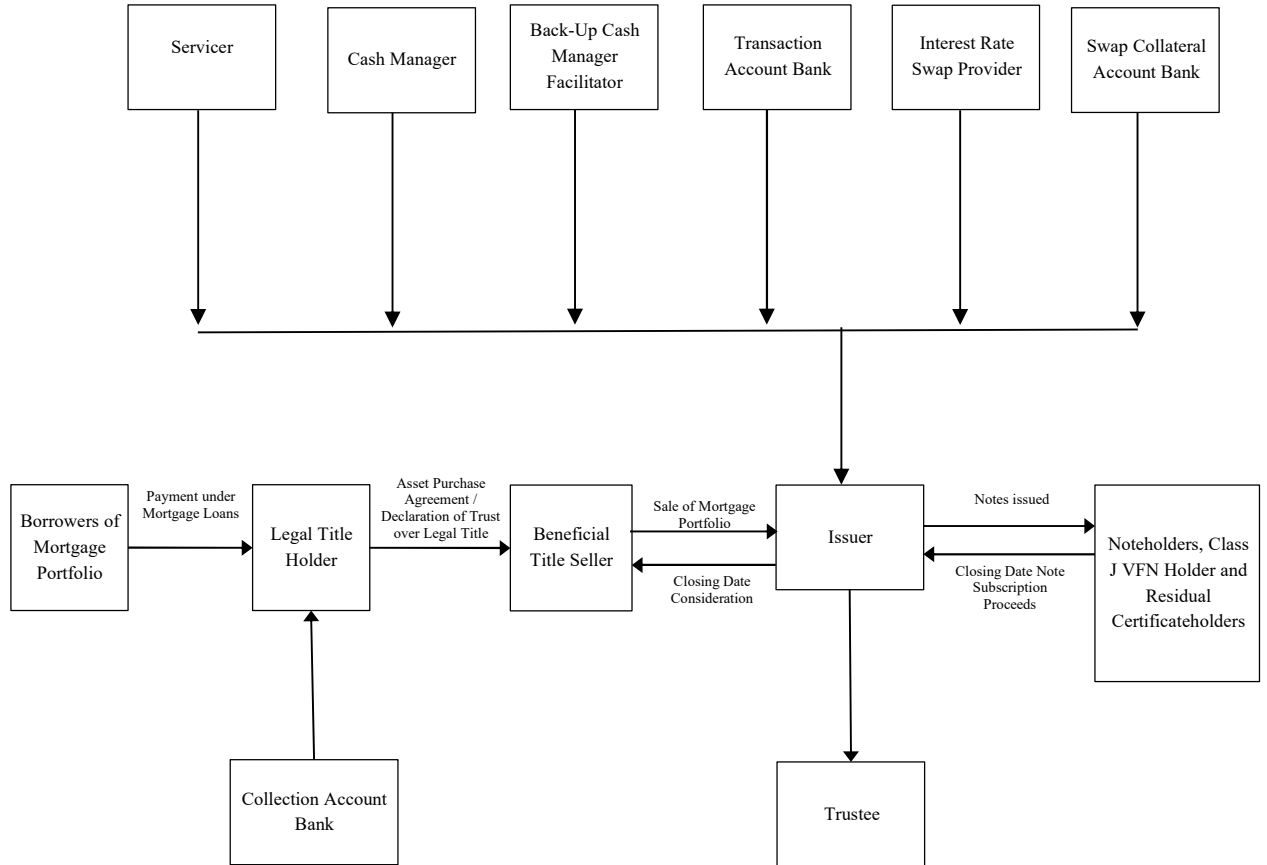 Servicer
Cash Manager
Back-Up Cash
Manager
Facilitator
Transaction
Account Bank
Interest Rate
Swap Provider
Swap Collateral
Account Bank
Borrowers of
Mortgage
Portfolio
Payment under
Mortgage Loans
Legal Title
Holder
Asset Purchase
Agreement /
Declaration of Trust
over Legal Title
Beneficial
Title Seller
Sale of Mortgage
Portfolio
Closing Date
Consideration
Issuer
Notes issued
Closing Date Note
Subscription
Proceeds
Noteholders, Class
J VFN Holder and
Residual
Certificateholders
Collection Account
Bank
Trustee